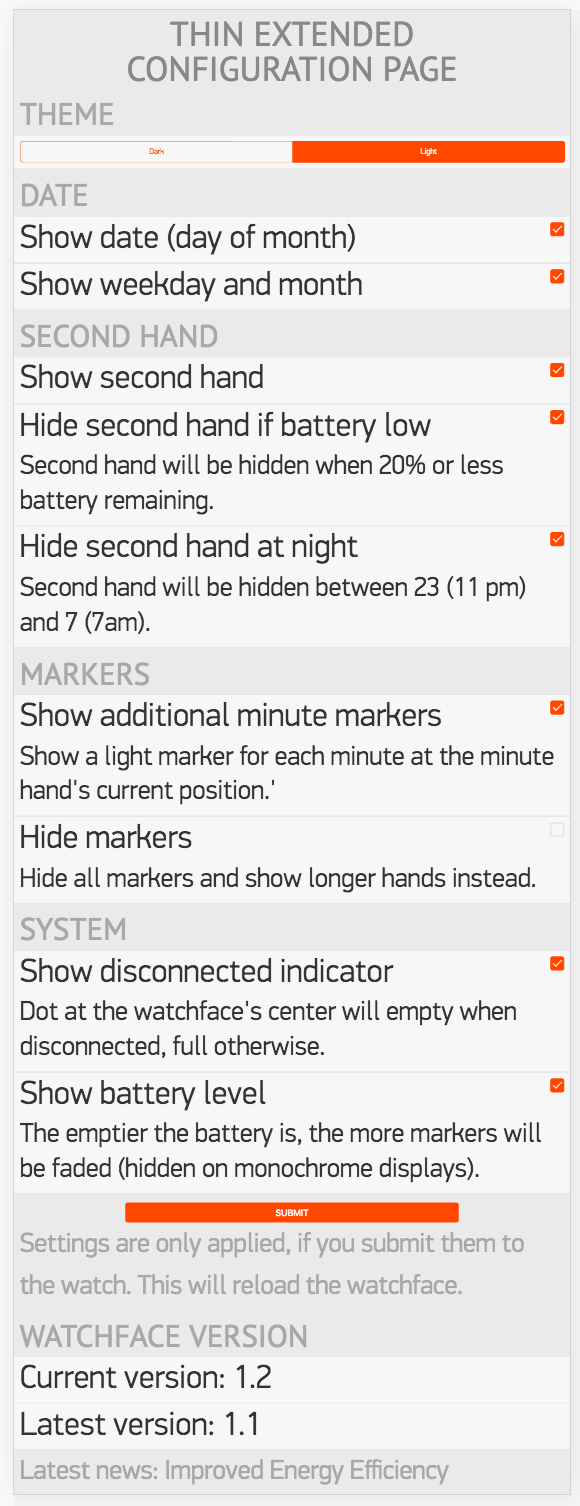 THIN EXTENDED
CONFIGURATION PAGE
THEME
Dark
Light
DATE
Show date (day of month)
Show weekday and month
SECOND HAND
Show second hand
Hide second hand if battery low
Second hand will be hidden when 20% or less
battery remaining.
Hide second hand at night
Second hand will be hidden between 23 (11 pm)
and 7 (7am).
MARKERS
Show additional minute markers
Show a light marker for each minute at the minute
hand's current position.'
Hide markers
Hide all markers and show longer hands instead.
SYSTEM
Show disconnected indicator
Dot at the watchface's center will empty when
disconnected, full otherwise.
Show battery level
The emptier the battery is, the more markers will
be faded (hidden on monochrome displays).
SUBMIT
Settings are only applied, if you submit them to
the watch. This will reload the watchface.
WATCHFACE VERSION
Current version: 1.2
Latest version: 1.1
Latest news: Improved Energy Efficiency